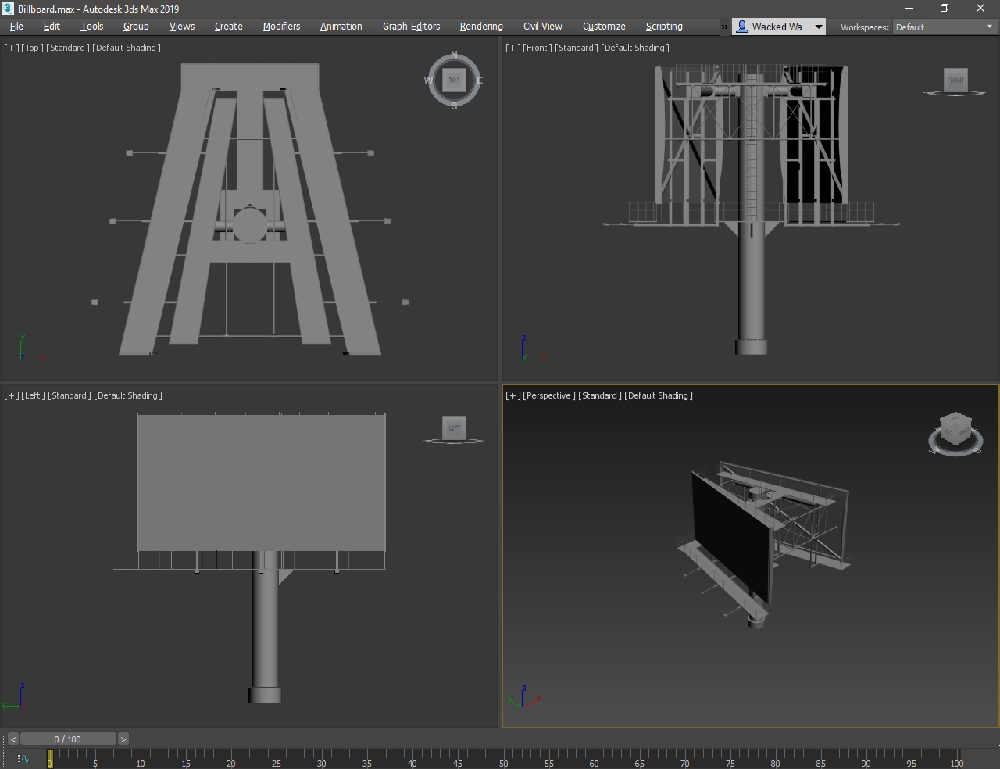 Billboard.max - Autodesk 3ds Max 2019
File Edit Tools Group Views Create Modifiers Animation Graph Editors Rendering Civil View Customize Scripting » Wacked Wa Workspaces: Default
[+] [Top] [Standard] [Default Shading]
[+] [Front] [Standard] [Default Shading]
N
W TOP E
S
FRONT
y
z
[+] [Left] [Standard] [Default Shading]
[+] [Perspective] [Standard] [Default Shading]
LEFT
z
z
< 0 / 100 >
0 5 10 15 20 25 30 35 40 45 50 55 60 65 70 75 80 85 90 95 100